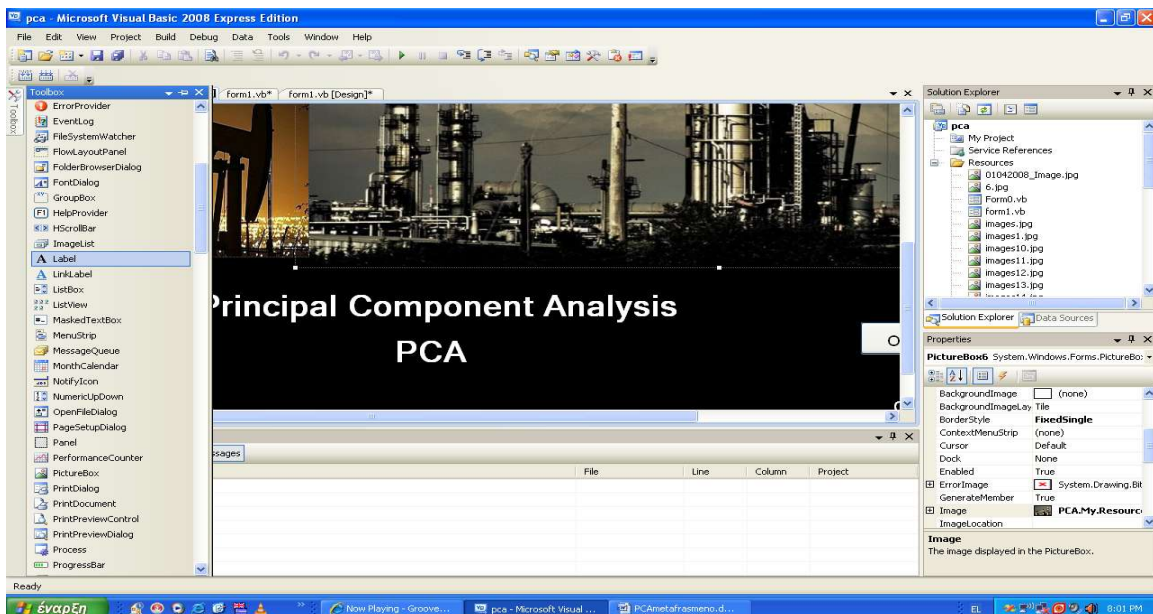 pca - Microsoft Visual Basic 2008 Express Edition
File Edit View Project Build Debug Data Tools Window Help
Toolbox
form1.vb* form1.vb [Design]*
Toolbox
ErrorProvider
EventLog
FileSystemWatcher
FlowLayoutPanel
FolderBrowserDialog
FontDialog
GroupBox
HelpProvider
HScrollBar
ImageList
Label
LinkLabel
ListBox
ListView
MaskedTextBox
MenuStrip
MessageQueue
MonthCalendar
NotifyIcon
NumericUpDown
OpenFileDialog
PageSetupDialog
Panel
PerformanceCounter
PictureBox
PrintDialog
PrintDocument
PrintPreviewControl
PrintPreviewDialog
Process
ProgressBar
Principal Component Analysis
PCA
O
ssages
File Line Column Project
Solution Explorer
pca
My Project
Service References
Resources
01042008_Image.jpg
6.jpg
Form0.vb
form1.vb
images.jpg
images1.jpg
images10.jpg
images11.jpg
images12.jpg
images13.jpg
Solution Explorer Data Sources
Properties
PictureBox6 System.Windows.Forms.PictureBo
BackgroundImage (none)
BackgroundImageLay Tile
BorderStyle FixedSingle
ContextMenuStrip (none)
Cursor Default
Dock None
Enabled True
ErrorImage System.Drawing.Bit
GenerateMember True
Image PCA.My.Resourc
ImageLocation
Image
The image displayed in the PictureBox.
Ready
έναρξη
Now Playing - Groove...
pca - Microsoft Visual ...
PCAmetafrasmeno.d...
EL
8:01 PM